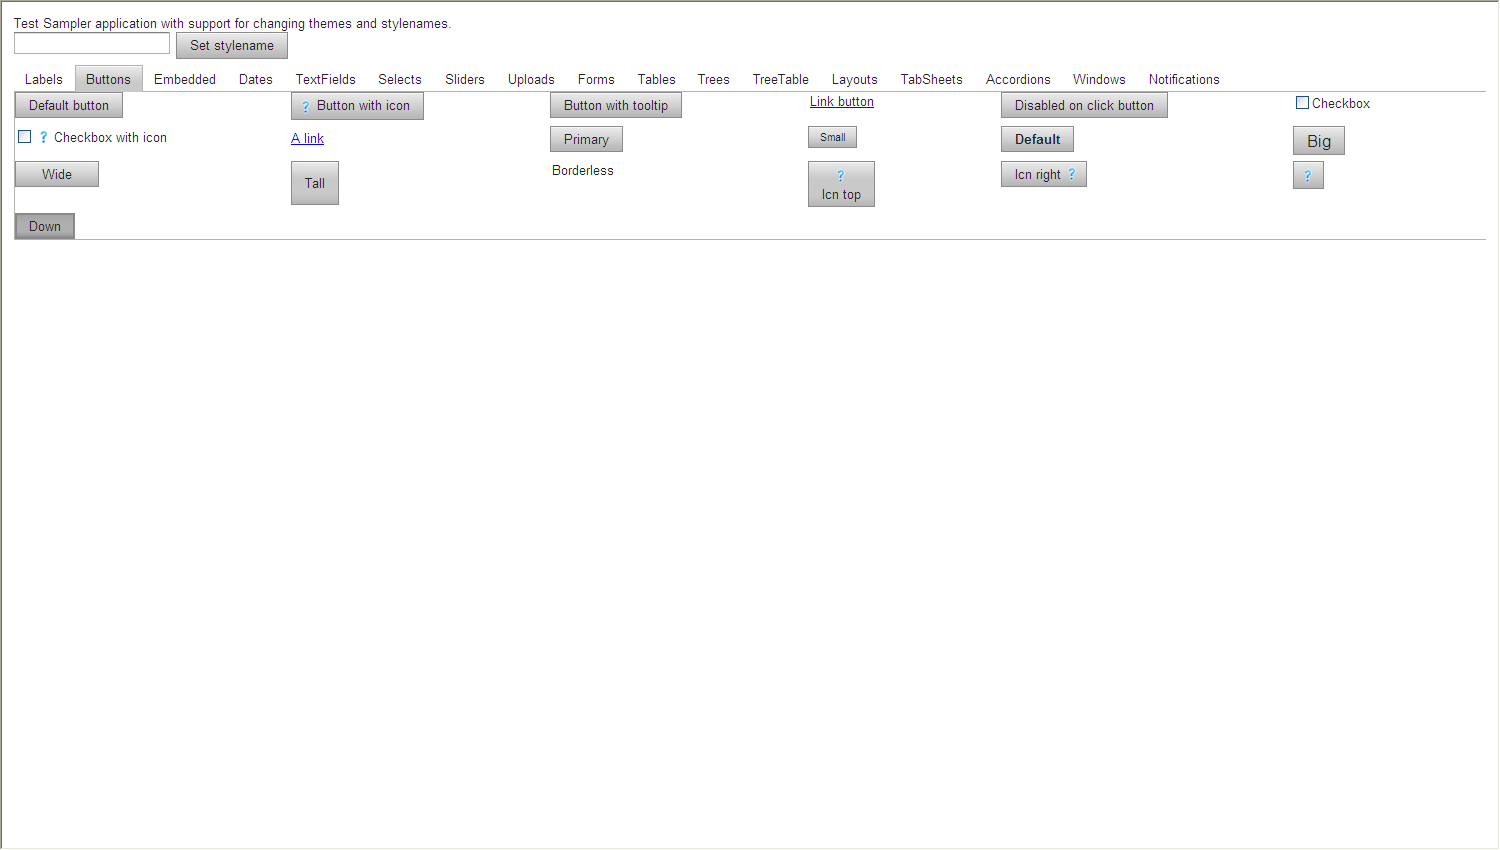 Test Sampler application with support for changing themes and stylenames.
Set stylename
Labels Buttons Embedded Dates TextFields Selects Sliders Uploads Forms Tables Trees TreeTable Layouts TabSheets Accordions Windows Notifications
Default button ? Button with icon Button with tooltip Link button Disabled on click button Checkbox
? Checkbox with icon A link Primary Small Default Big
Wide Tall Borderless ? Icn top Icn right ? ?
Down